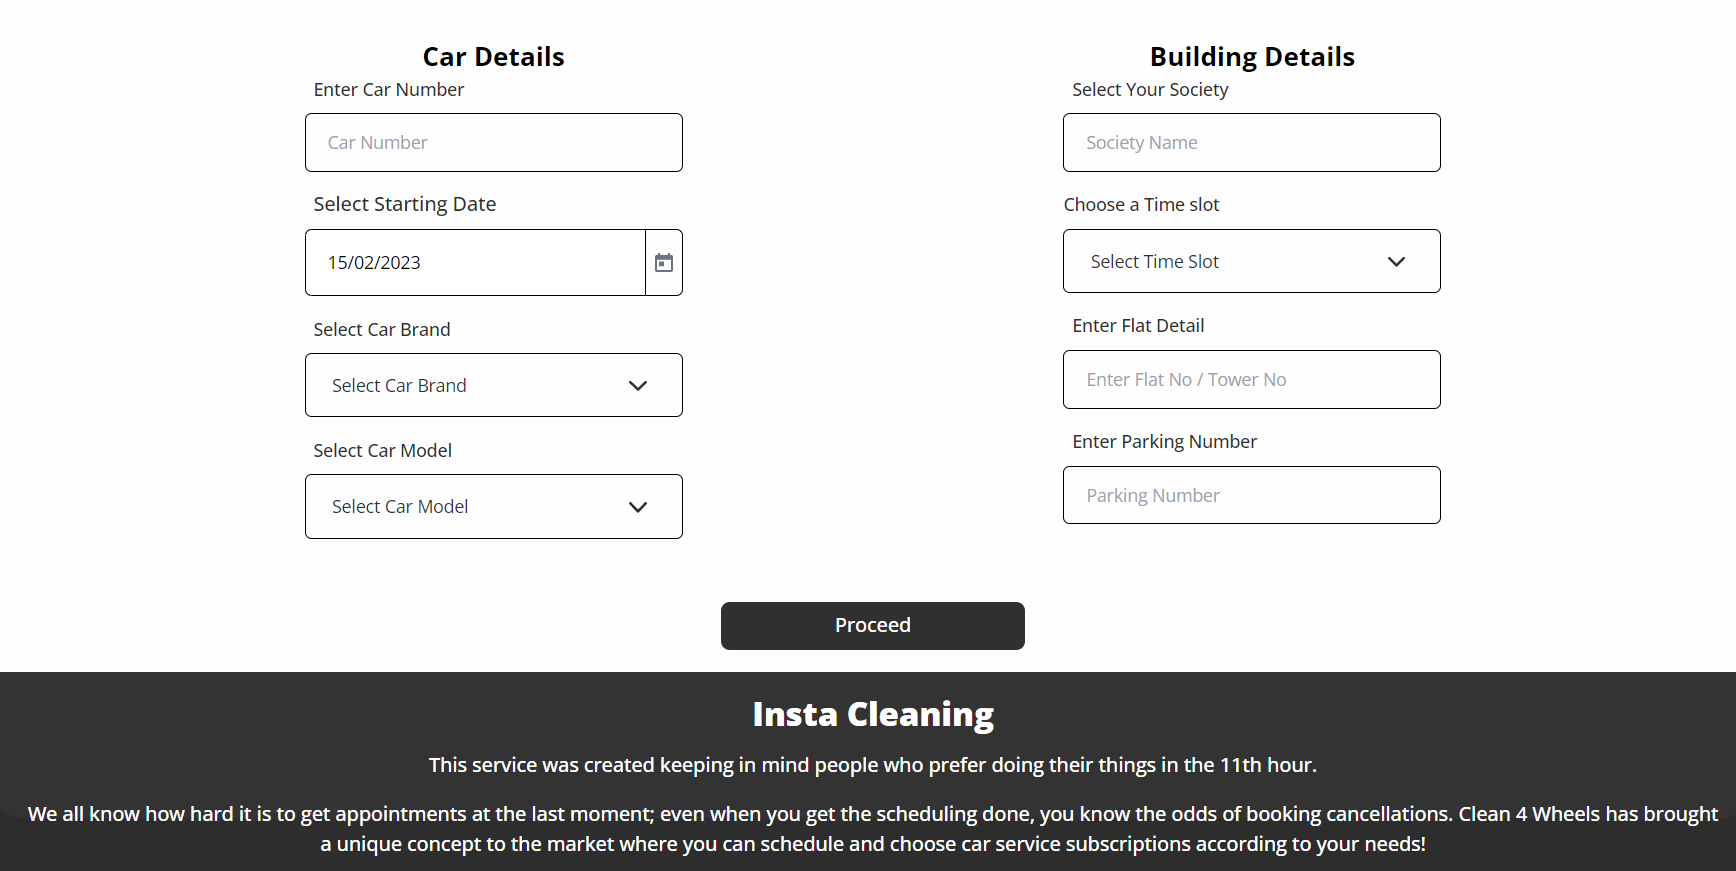 Car Details
Enter Car Number
Car Number
Select Starting Date
15/02/2023
Select Car Brand
Select Car Brand
Select Car Model
Select Car Model
Building Details
Select Your Society
Society Name
Choose a Time slot
Select Time Slot
Enter Flat Detail
Enter Flat No / Tower No
Enter Parking Number
Parking Number
Proceed
Insta Cleaning
This service was created keeping in mind people who prefer doing their things in the 11th hour.
We all know how hard it is to get appointments at the last moment; even when you get the scheduling done, you know the odds of booking cancellations. Clean 4 Wheels has brought
a unique concept to the market where you can schedule and choose car service subscriptions according to your needs!